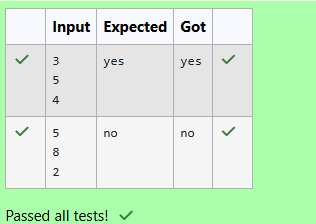 Input Expected Got
3 yes yes
5
4
5 no no
8
2
Passed all tests!